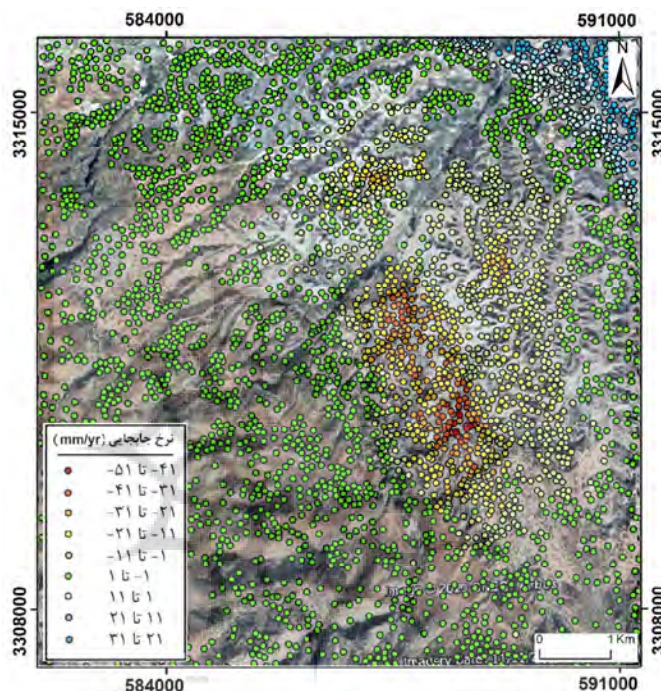 584000 591000
N
3315000 3315000
نرخ جابجایی (mm/yr)
-۵۱ تا -۴۱
-۴۱ تا -۳۱
-۳۱ تا -۲۱
-۲۱ تا -۱۱
-۱۱ تا -۱
-۱ تا ۱
۱ تا ۱۱
۱۱ تا ۲۱
۲۱ تا ۳۱
3308000 3308000
0 1 Km
584000 591000